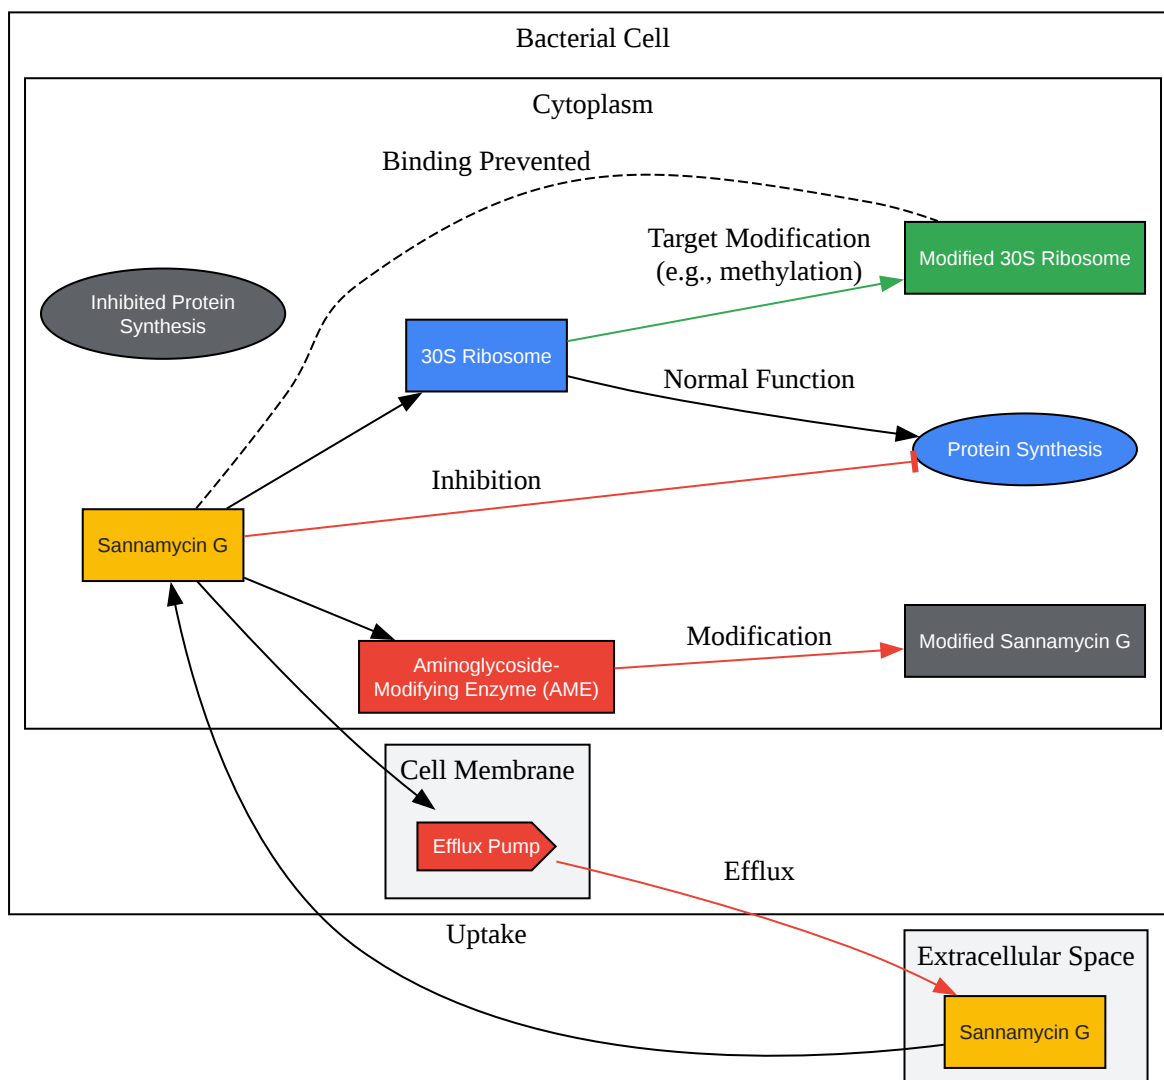 Bacterial Cell
Cytoplasm
Binding Prevented
Target Modification
(e.g., methylation)
Modified 30S Ribosome
Inhibited Protein
Synthesis
30S Ribosome
Normal Function
Protein Synthesis
Inhibition
Sannamycin G
Aminoglycoside-
Modifying Enzyme (AME)
Modification
Modified Sannamycin G
Cell Membrane
Efflux Pump
Efflux
Uptake
Extracellular Space
Sannamycin G